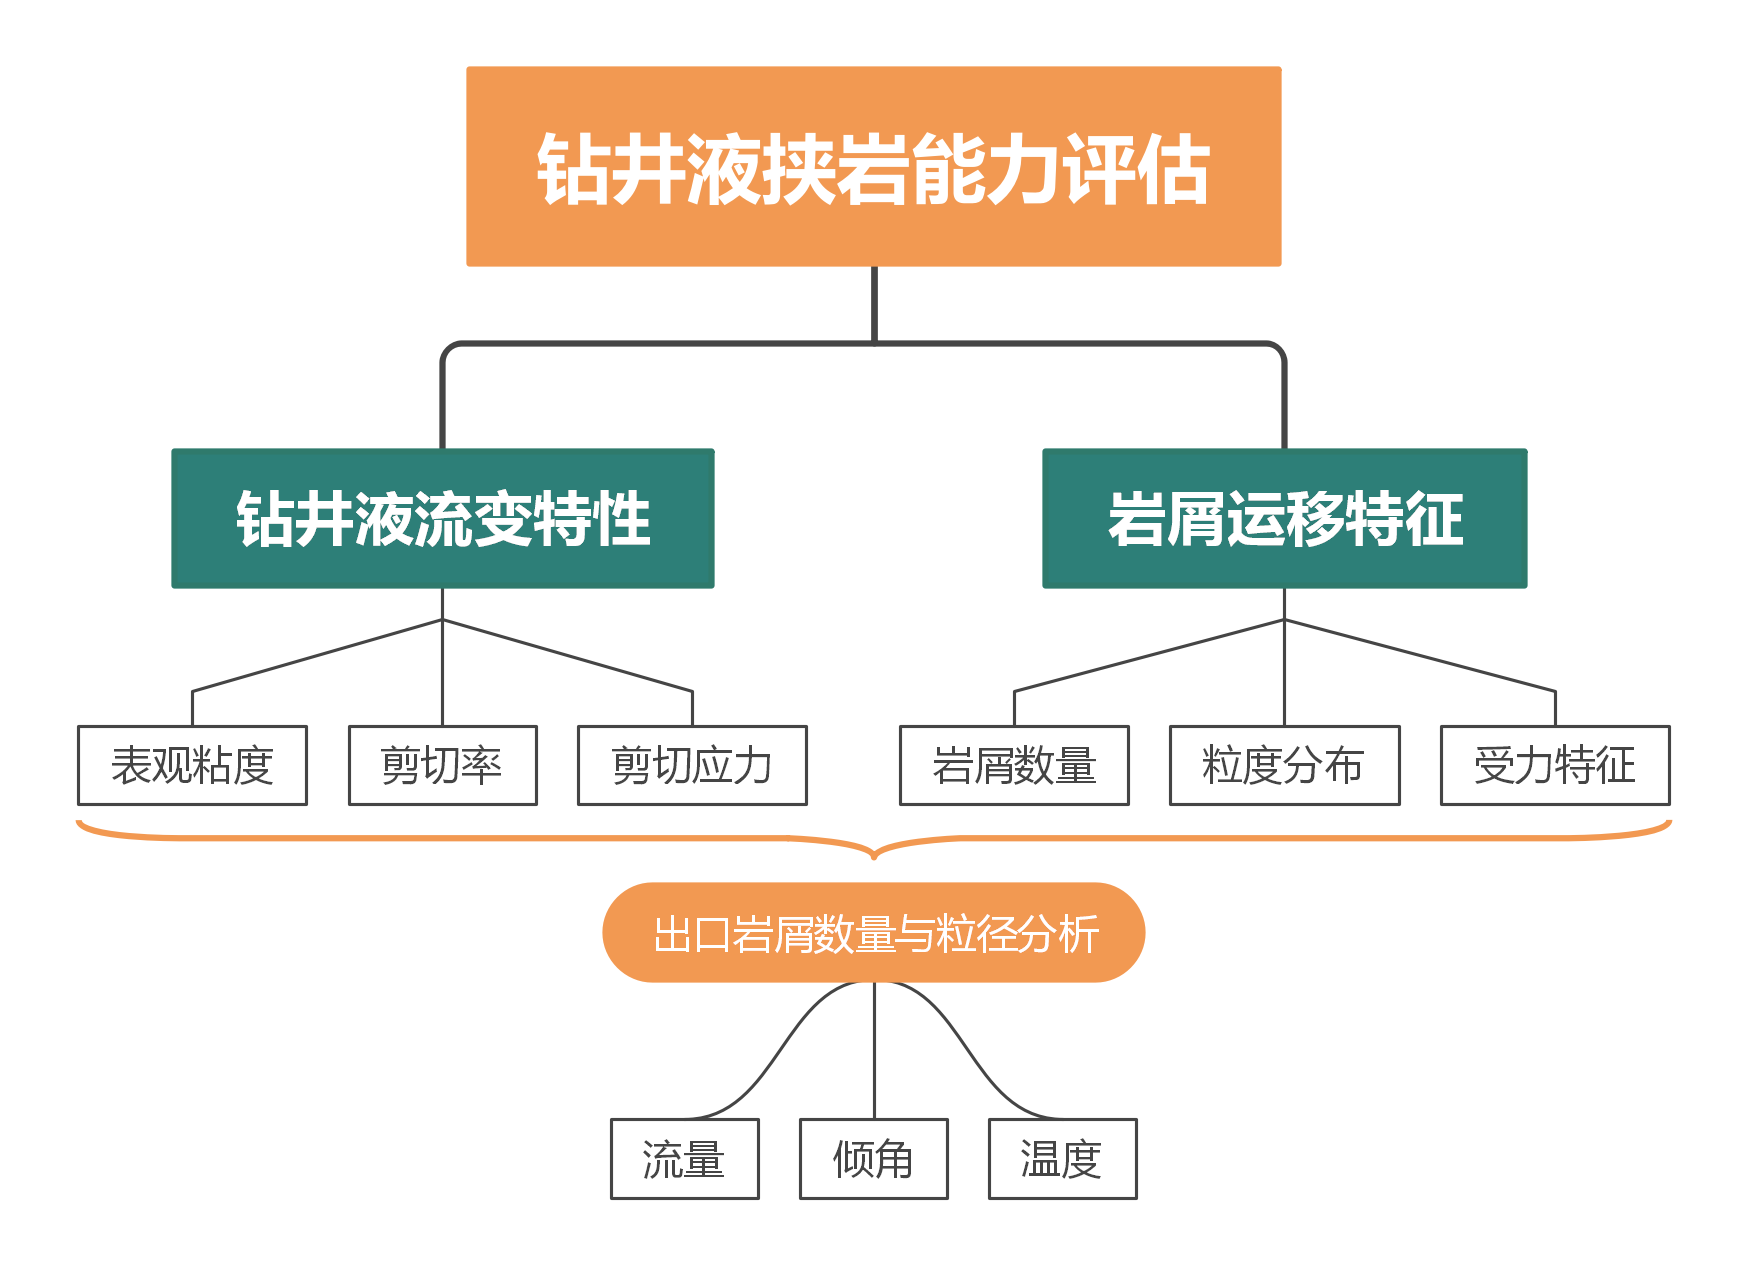 钻井液挟岩能力评估
钻井液流变特性
岩屑运移特征
表观粘度
剪切率
剪切应力
岩屑数量
粒度分布
受力特征
出口岩屑数量与粒径分析
流量
倾角
温度